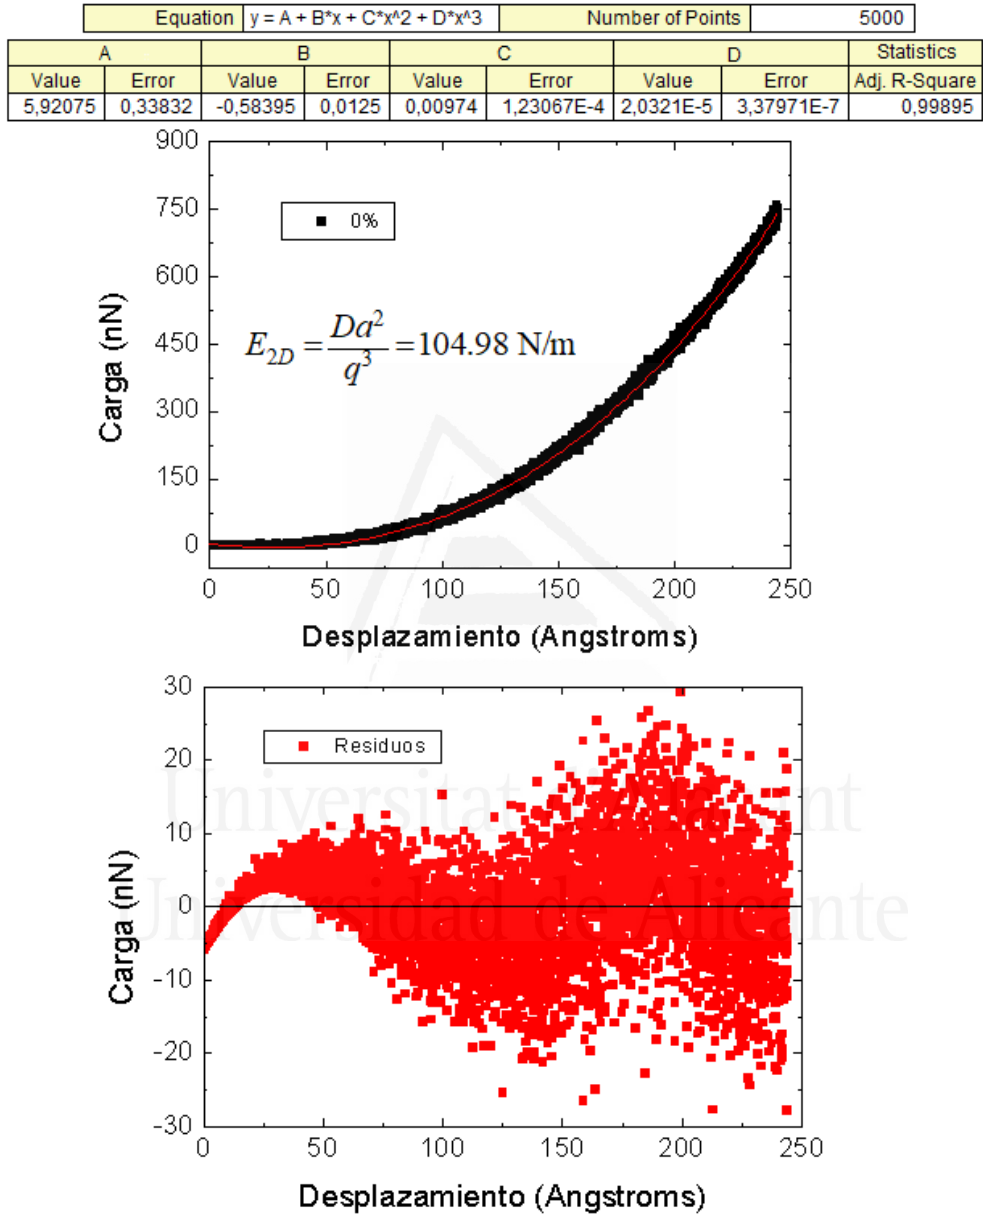 Equation y = A + B*x + C*x^2 + D*x^3 Number of Points 5000
A B C D Statistics
Value Error Value Error Value Error Value Error Adj. R-Square
5,92075 0,33832 -0,58395 0,0125 0,00974 1,23067E-4 2,0321E-5 3,37971E-7 0,99895
900
750
600
450
300
150
0
Carga (nN)
0%
E_{2D} = Da²/q³ = 104.98 N/m
0 50 100 150 200 250
Desplazamiento (Angstroms)
30
20
10
0
-10
-20
-30
Carga (nN)
Residuos
Universitat d'Alacant
Universidad de Alicante
0 50 100 150 200 250
Desplazamiento (Angstroms)